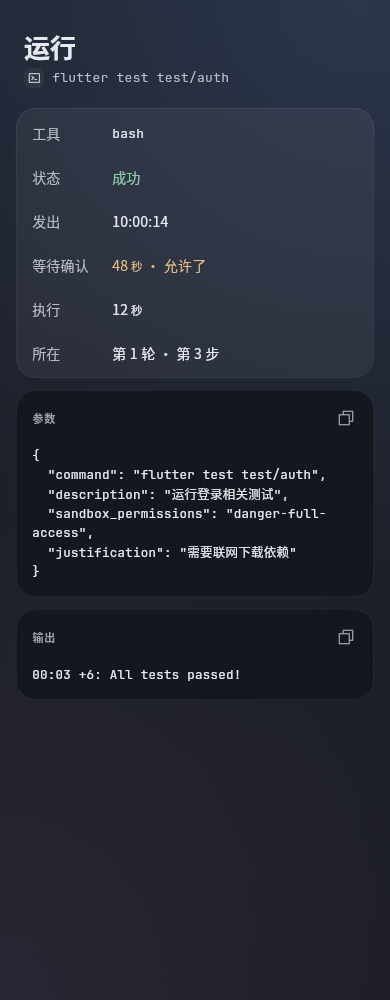 运行
flutter test test/auth
工具 bash
状态 成功
发出 10:00:14
等待确认 48 秒 · 允许了
执行 12 秒
所在 第 1 轮 · 第 3 步
参数
{
  "command": "flutter test test/auth",
  "description": "运行登录相关测试",
  "sandbox_permissions": "danger-full-
access",
  "justification": "需要联网下载依赖"
}
输出
00:03 +6: All tests passed!